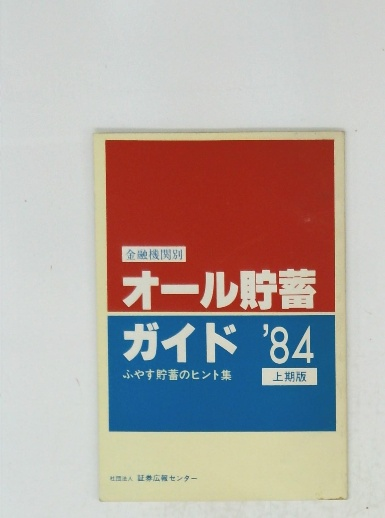 金融機関別
オール貯蓄
ガイド '84
ふやす貯蓄のヒント集 上期版
社団法人 証券広報センター